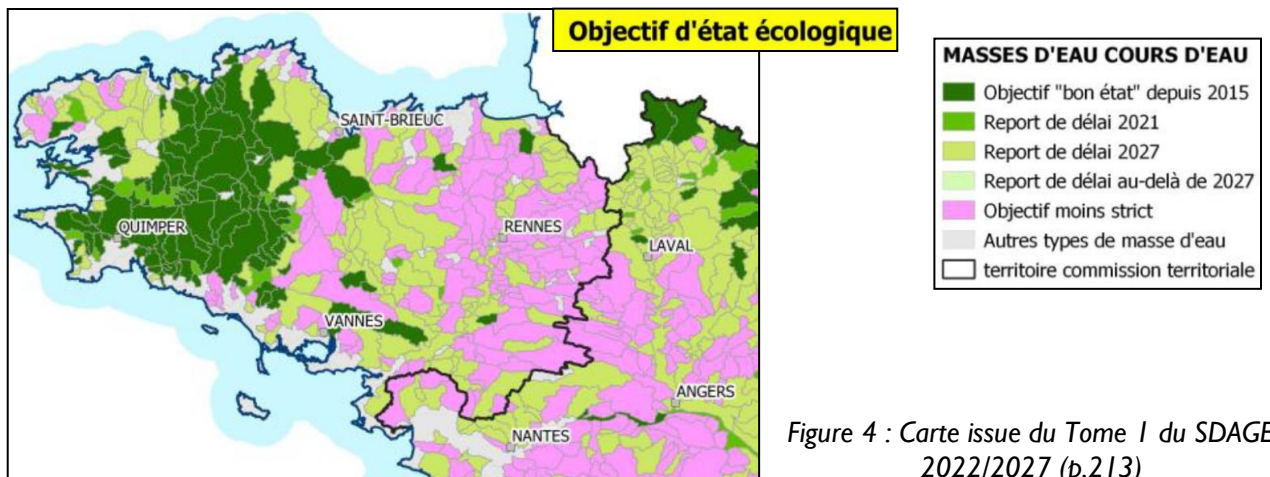 Objectif d'état écologique
SAINT-BRIEUC
QUIMPER
RENNES
LAVAL
VANNES
ANGERS
NANTES
MASSES D'EAU COURS D'EAU
Objectif "bon état" depuis 2015
Report de délai 2021
Report de délai 2027
Report de délai au-delà de 2027
Objectif moins strict
Autres types de masse d'eau
territoire commission territoriale
Figure 4 : Carte issue du Tome 1 du SDAGE
2022/2027 (p.213)